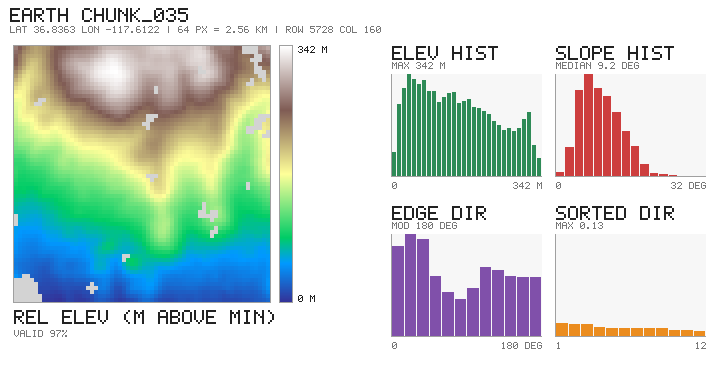 EARTH CHUNK_035
LAT 36.8363 LON -117.6122 | 64 PX = 2.56 KM | ROW 5728 COL 160
342 M
0 M
REL ELEV (M ABOVE MIN)
VALID 97%
ELEV HIST
MAX 342 M
0 342 M
SLOPE HIST
MEDIAN 9.2 DEG
0 32 DEG
EDGE DIR
MOD 180 DEG
0 180 DEG
SORTED DIR
MAX 0.13
1 12